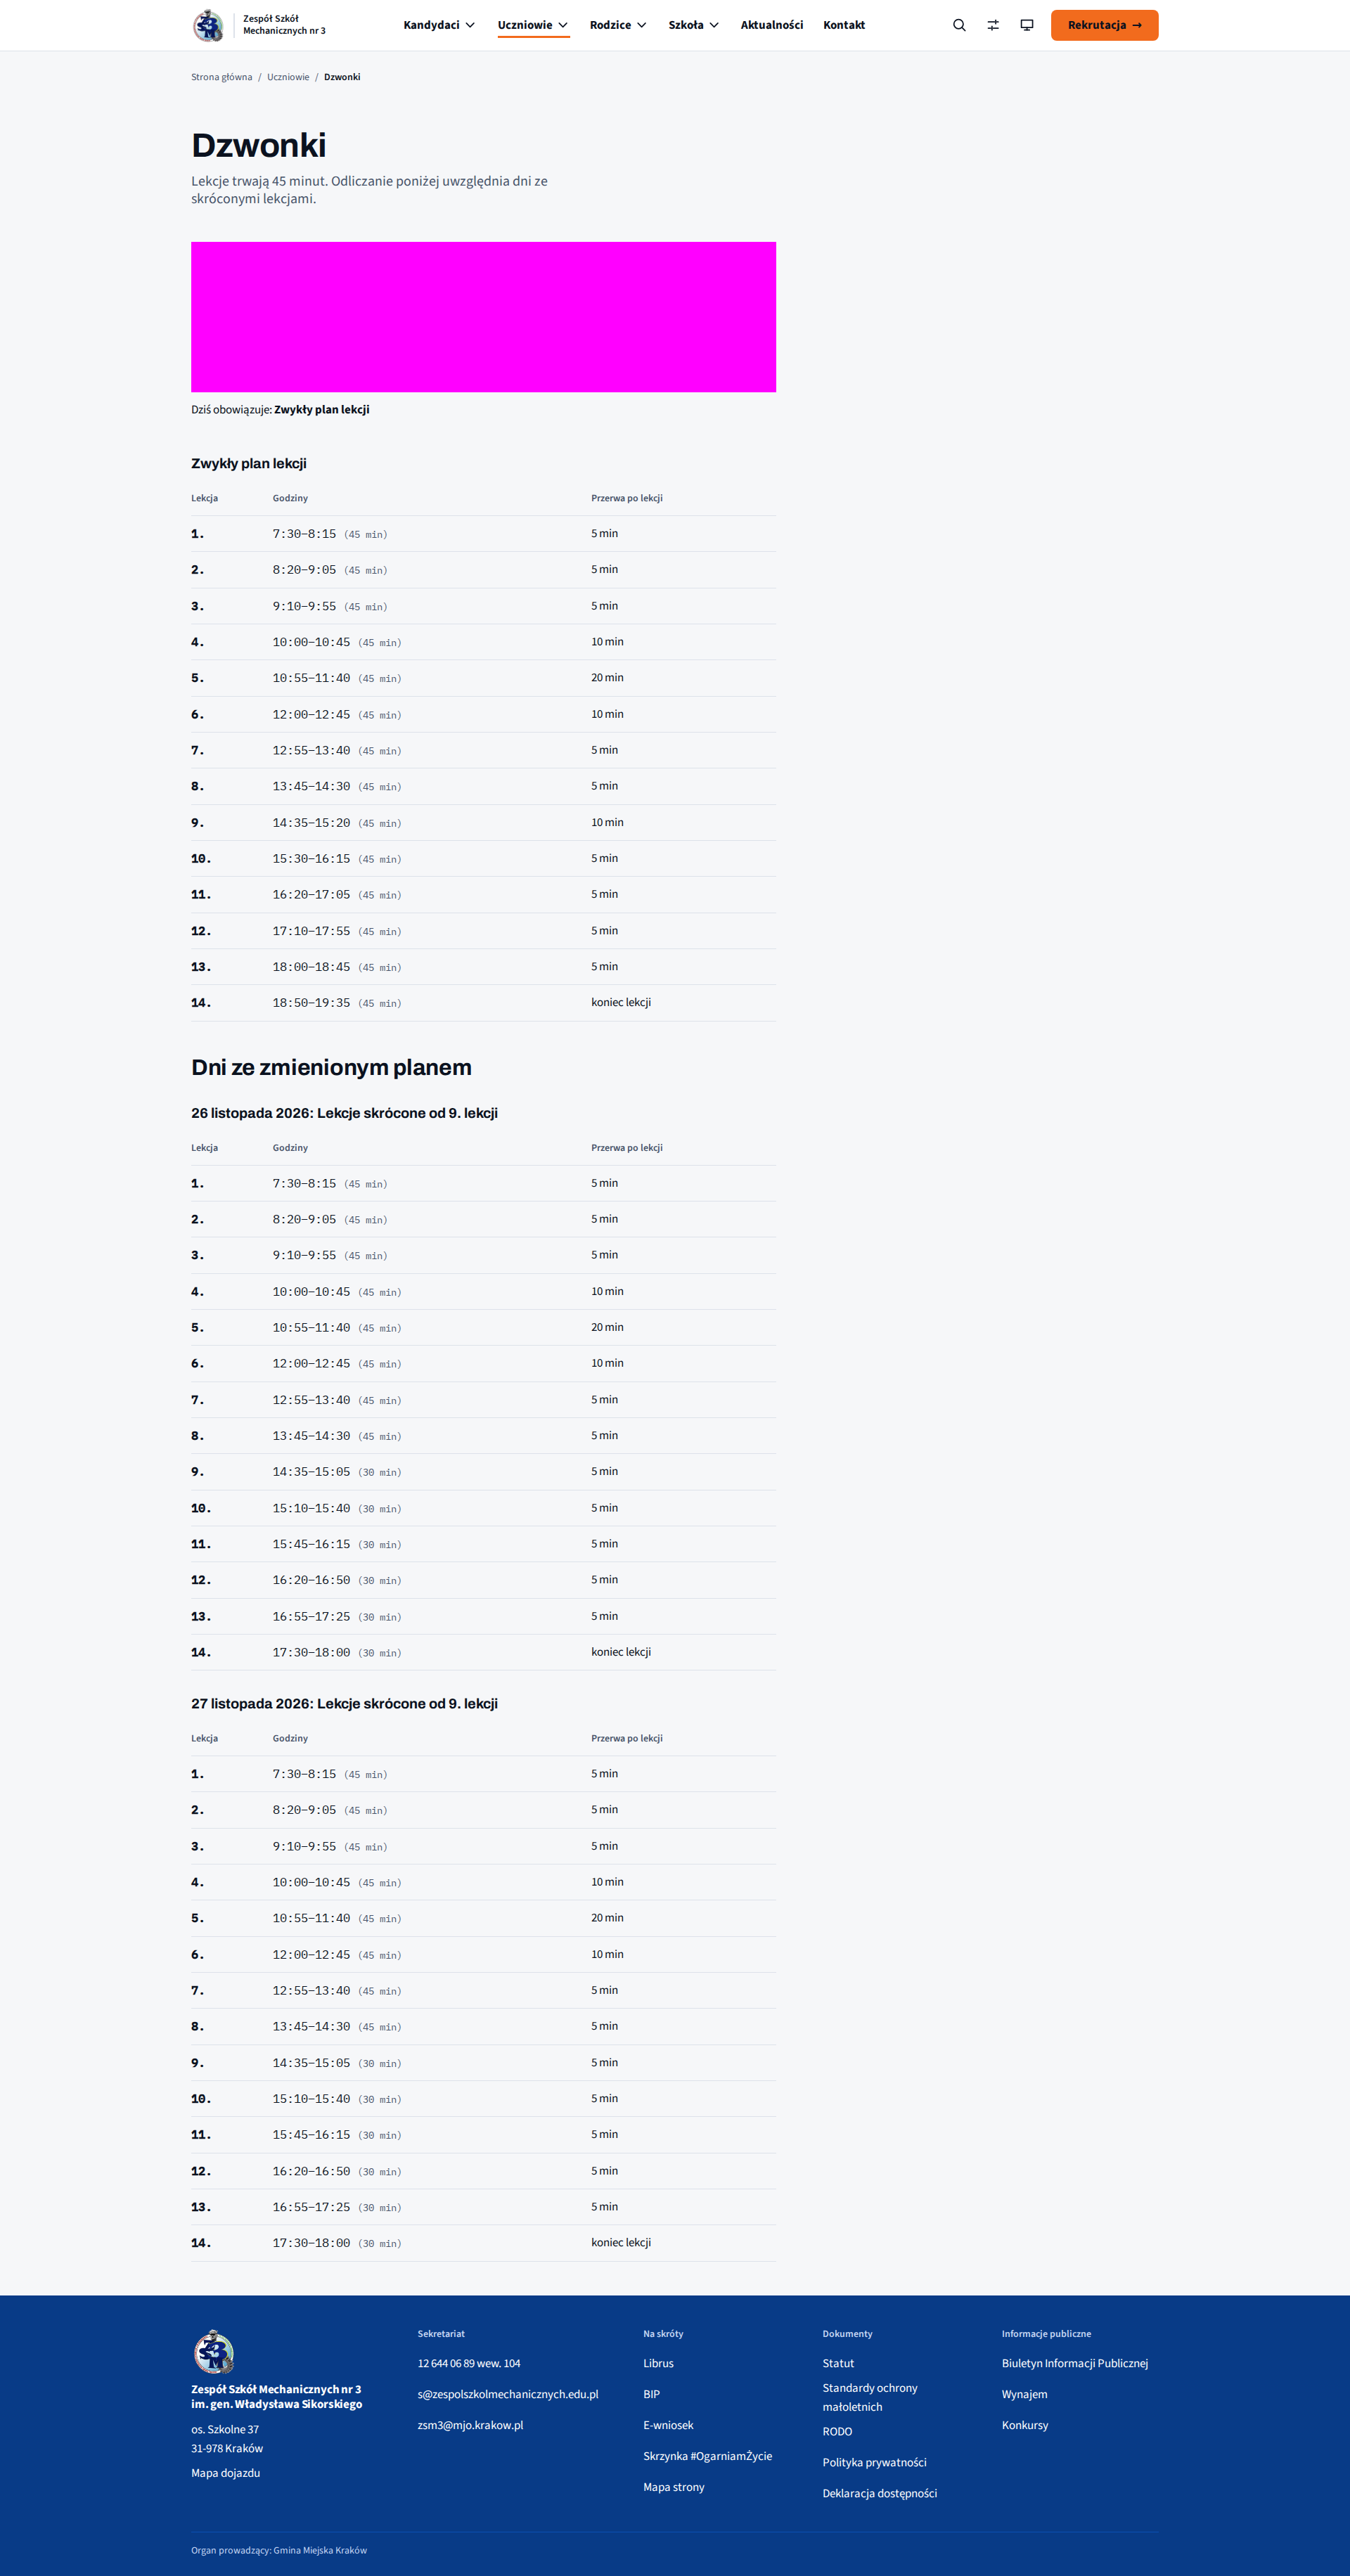 Zespół Szkół
Mechanicznych nr 3
Kandydaci
Uczniowie
Rodzice
Szkoła
Aktualności
Kontakt
Rekrutacja →
Strona główna / Uczniowie / Dzwonki
Dzwonki
Lekcje trwają 45 minut. Odliczanie poniżej uwzględnia dni ze
skróconymi lekcjami.
Dziś obowiązuje: Zwykły plan lekcji
Zwykły plan lekcji
Lekcja Godziny Przerwa po lekcji
1. 7:30–8:15 (45 min) 5 min
2. 8:20–9:05 (45 min) 5 min
3. 9:10–9:55 (45 min) 5 min
4. 10:00–10:45 (45 min) 10 min
5. 10:55–11:40 (45 min) 20 min
6. 12:00–12:45 (45 min) 10 min
7. 12:55–13:40 (45 min) 5 min
8. 13:45–14:30 (45 min) 5 min
9. 14:35–15:20 (45 min) 10 min
10. 15:30–16:15 (45 min) 5 min
11. 16:20–17:05 (45 min) 5 min
12. 17:10–17:55 (45 min) 5 min
13. 18:00–18:45 (45 min) 5 min
14. 18:50–19:35 (45 min) koniec lekcji
Dni ze zmienionym planem
26 listopada 2026: Lekcje skrócone od 9. lekcji
Lekcja Godziny Przerwa po lekcji
1. 7:30–8:15 (45 min) 5 min
2. 8:20–9:05 (45 min) 5 min
3. 9:10–9:55 (45 min) 5 min
4. 10:00–10:45 (45 min) 10 min
5. 10:55–11:40 (45 min) 20 min
6. 12:00–12:45 (45 min) 10 min
7. 12:55–13:40 (45 min) 5 min
8. 13:45–14:30 (45 min) 5 min
9. 14:35–15:05 (30 min) 5 min
10. 15:10–15:40 (30 min) 5 min
11. 15:45–16:15 (30 min) 5 min
12. 16:20–16:50 (30 min) 5 min
13. 16:55–17:25 (30 min) 5 min
14. 17:30–18:00 (30 min) koniec lekcji
27 listopada 2026: Lekcje skrócone od 9. lekcji
Lekcja Godziny Przerwa po lekcji
1. 7:30–8:15 (45 min) 5 min
2. 8:20–9:05 (45 min) 5 min
3. 9:10–9:55 (45 min) 5 min
4. 10:00–10:45 (45 min) 10 min
5. 10:55–11:40 (45 min) 20 min
6. 12:00–12:45 (45 min) 10 min
7. 12:55–13:40 (45 min) 5 min
8. 13:45–14:30 (45 min) 5 min
9. 14:35–15:05 (30 min) 5 min
10. 15:10–15:40 (30 min) 5 min
11. 15:45–16:15 (30 min) 5 min
12. 16:20–16:50 (30 min) 5 min
13. 16:55–17:25 (30 min) 5 min
14. 17:30–18:00 (30 min) koniec lekcji
Zespół Szkół Mechanicznych nr 3
im. gen. Władysława Sikorskiego
os. Szkolne 37
31-978 Kraków
Mapa dojazdu
Sekretariat
12 644 06 89 wew. 104
s@zespolszkolmechanicznych.edu.pl
zsm3@mjo.krakow.pl
Na skróty
Librus
BIP
E-wniosek
Skrzynka #OgarniamŻycie
Mapa strony
Dokumenty
Statut
Standardy ochrony
małoletnich
RODO
Polityka prywatności
Deklaracja dostępności
Informacje publiczne
Biuletyn Informacji Publicznej
Wynajem
Konkursy
Organ prowadzący: Gmina Miejska Kraków